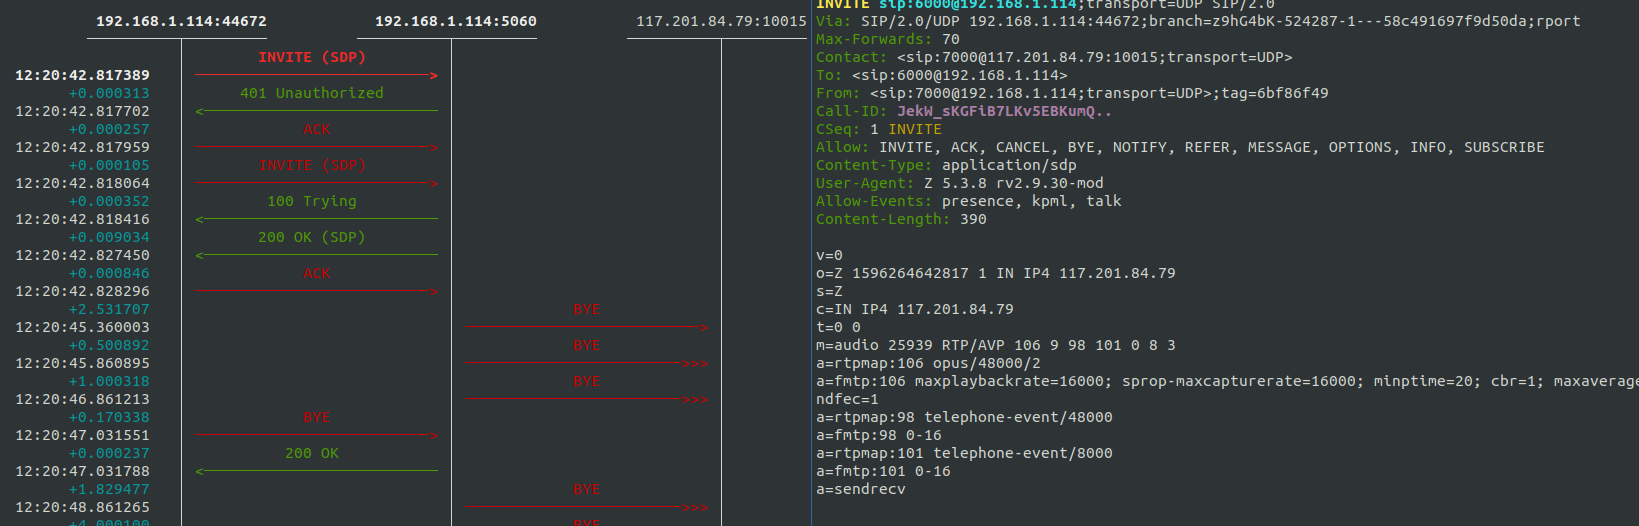 192.168.1.114:44672 192.168.1.114:5060 117.201.84.79:10015
INVITE (SDP)
12:20:42.817389
+0.000313 401 Unauthorized
12:20:42.817702
+0.000257 ACK
12:20:42.817959
+0.000105 INVITE (SDP)
12:20:42.818064
+0.000352 100 Trying
12:20:42.818416
+0.009034 200 OK (SDP)
12:20:42.827450
+0.000846 ACK
12:20:42.828296
+2.531707 BYE
12:20:45.360003
+0.500892 BYE
12:20:45.860895
+1.000318 BYE
12:20:46.861213
+0.170338 BYE
12:20:47.031551
+0.000237 200 OK
12:20:47.031788
+1.829477 BYE
12:20:48.861265
+4.000100 BYE
INVITE sip:6000@192.168.1.114;transport=UDP SIP/2.0
Via: SIP/2.0/UDP 192.168.1.114:44672;branch=z9hG4bK-524287-1---58c491697f9d50da;rport
Max-Forwards: 70
Contact: <sip:7000@117.201.84.79:10015;transport=UDP>
To: <sip:6000@192.168.1.114>
From: <sip:7000@192.168.1.114;transport=UDP>;tag=6bf86f49
Call-ID: JekW_sKGFiB7LKv5EBKumQ..
CSeq: 1 INVITE
Allow: INVITE, ACK, CANCEL, BYE, NOTIFY, REFER, MESSAGE, OPTIONS, INFO, SUBSCRIBE
Content-Type: application/sdp
User-Agent: Z 5.3.8 rv2.9.30-mod
Allow-Events: presence, kpml, talk
Content-Length: 390
v=0
o=Z 1596264642817 1 IN IP4 117.201.84.79
s=Z
c=IN IP4 117.201.84.79
t=0 0
m=audio 25939 RTP/AVP 106 9 98 101 0 8 3
a=rtpmap:106 opus/48000/2
a=fmtp:106 maxplaybackrate=16000; sprop-maxcapturerate=16000; minptime=20; cbr=1; maxaverage
ndfec=1
a=rtpmap:98 telephone-event/48000
a=fmtp:98 0-16
a=rtpmap:101 telephone-event/8000
a=fmtp:101 0-16
a=sendrecv